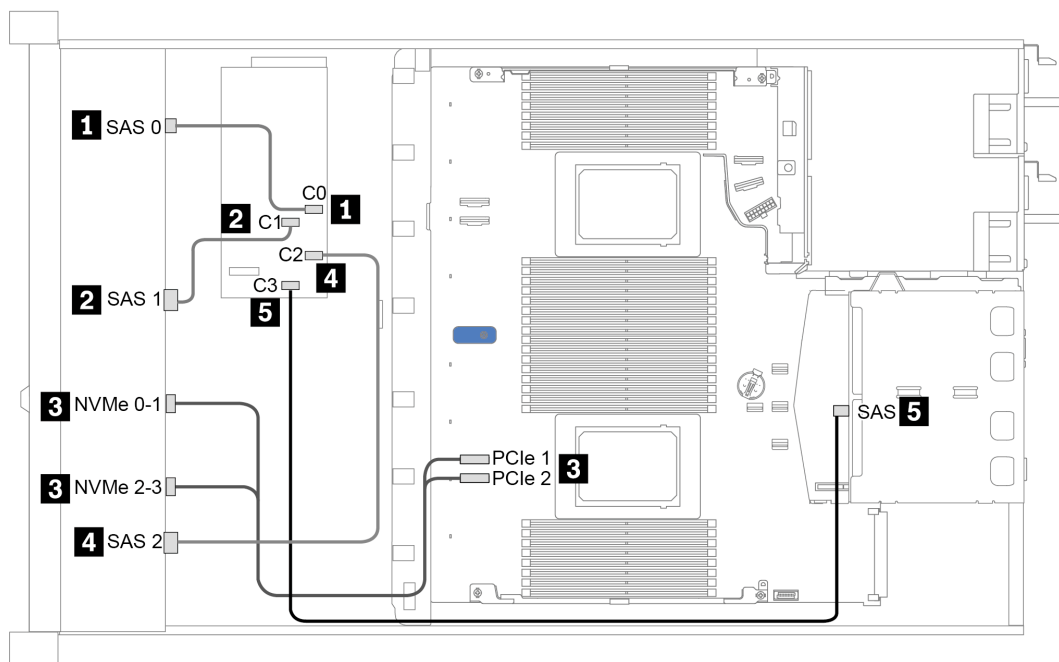 1 SAS 0
C0
1
2 C1
C2
4
C3
5
2 SAS 1
3 NVMe 0-1
SAS 5
PCIe 1
3
PCIe 2
3 NVMe 2-3
4 SAS 2